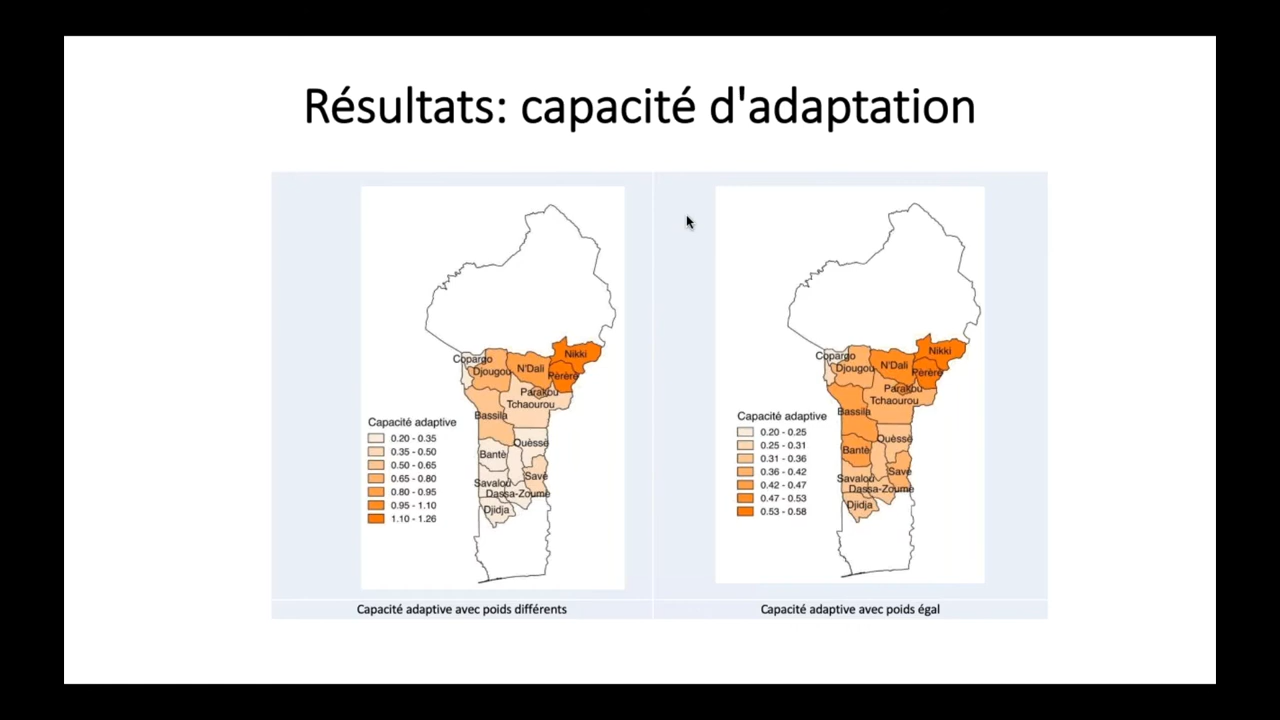 Résultats: capacité d'adaptation
Copargo
Djougou
N'Dali
Nikki
Pèrèrè
Parakou
Tchaourou
Bassila
Ouèssè
Bantè
Savè
Savalou
Dassa-Zoumè
Djidja
Capacité adaptive
0.20 - 0.35
0.35 - 0.50
0.50 - 0.65
0.65 - 0.80
0.80 - 0.95
0.95 - 1.10
1.10 - 1.26
Capacité adaptive avec poids différents
Copargo
Djougou
N'Dali
Nikki
Pèrèrè
Parakou
Tchaourou
Bassila
Ouèssè
Bantè
Savè
Savalou
Dassa-Zoumè
Djidja
Capacité adaptive
0.20 - 0.25
0.25 - 0.31
0.31 - 0.36
0.36 - 0.42
0.42 - 0.47
0.47 - 0.53
0.53 - 0.58
Capacité adaptive avec poids égal